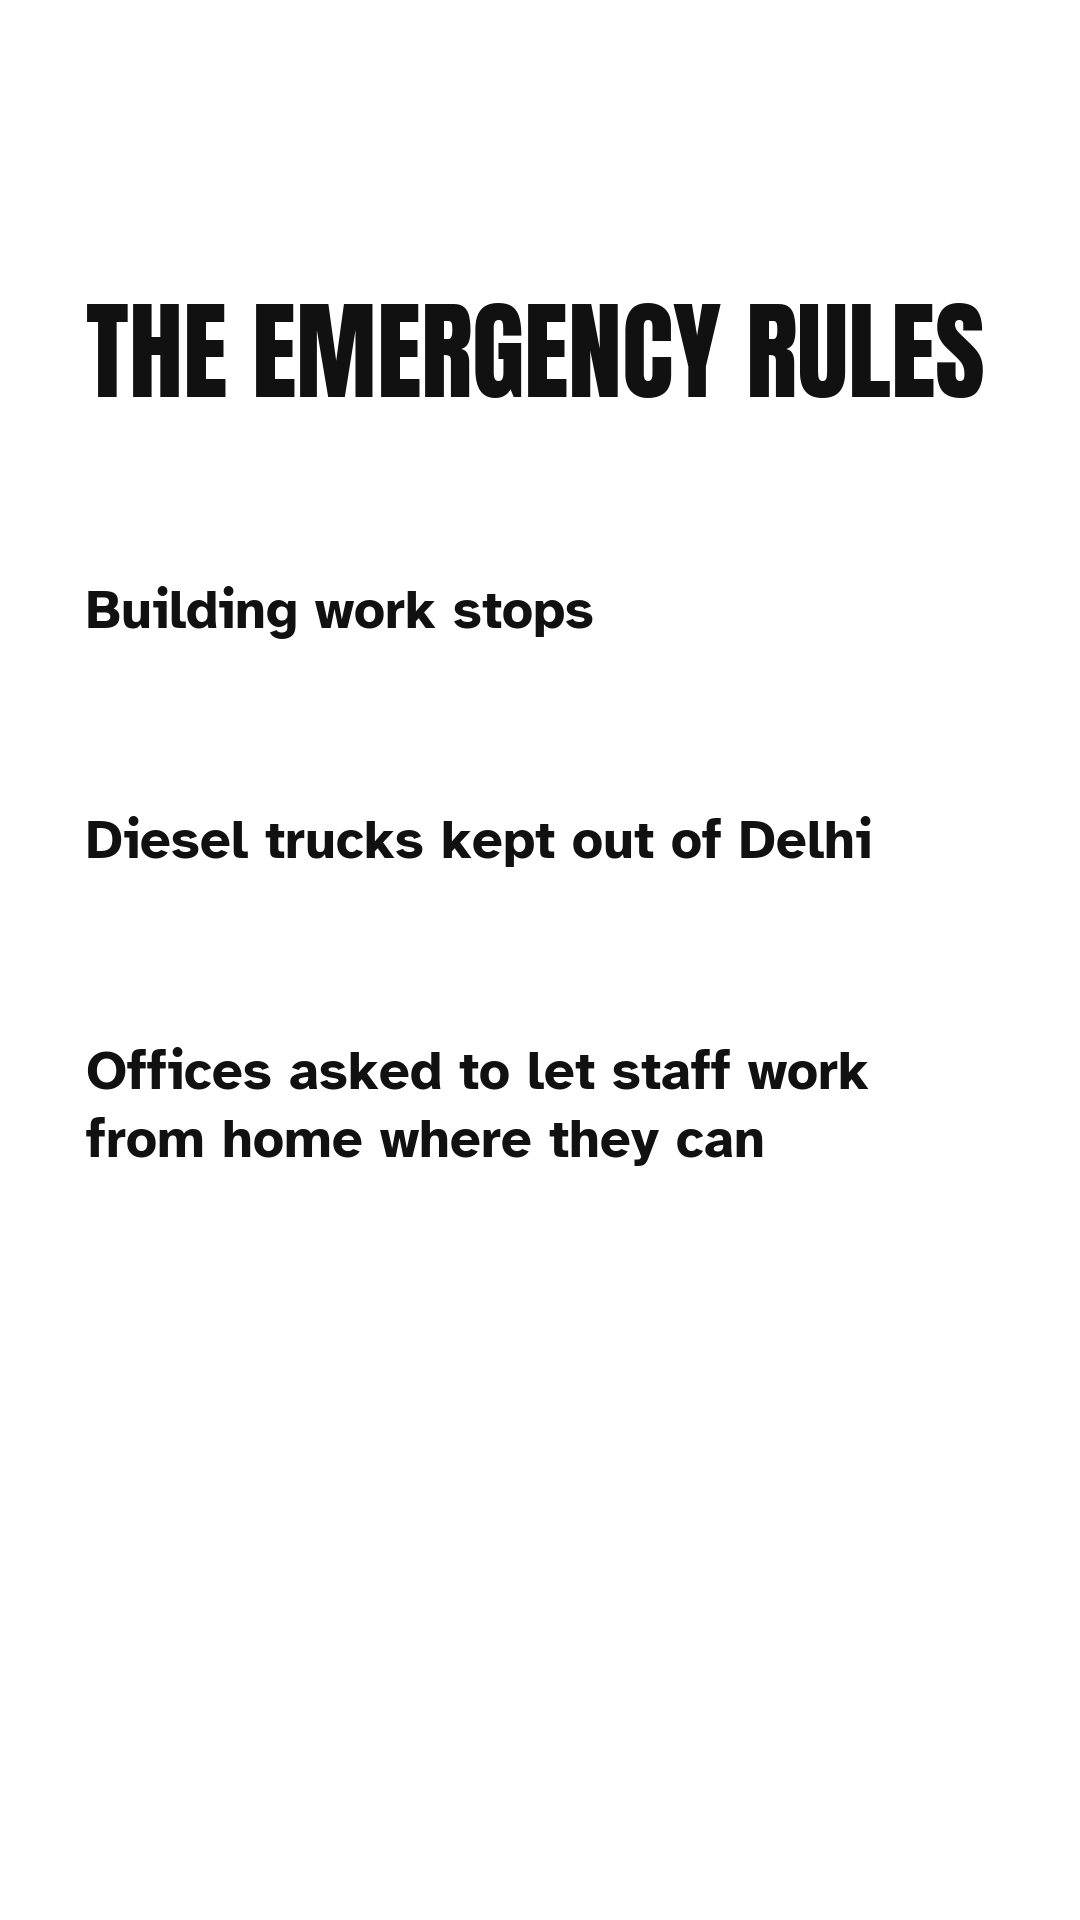 THE EMERGENCY RULES
Building work stops
Diesel trucks kept out of Delhi
Offices asked to let staff work
from home where they can